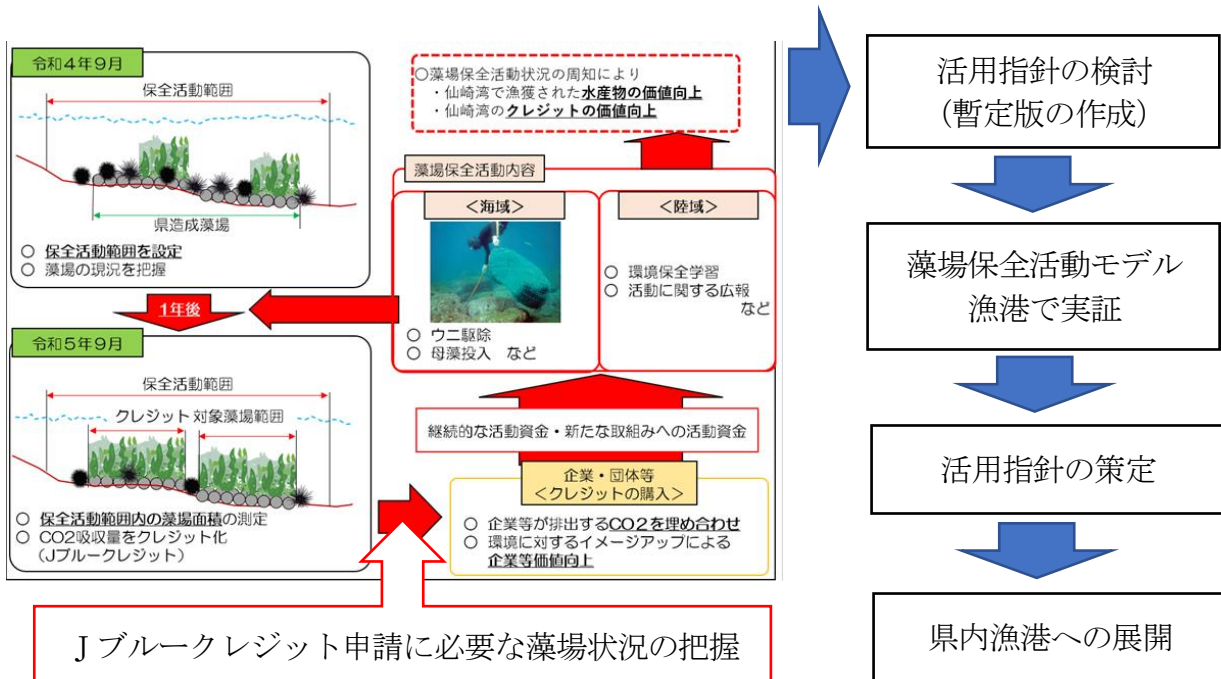 令和4年9月
保全活動範囲
県造成藻場
○ 保全活動範囲を設定
○ 藻場の現況を把握
1年後
令和5年9月
保全活動範囲
クレジット対象藻場範囲
○ 保全活動範囲内の藻場面積の測定
○ CO2吸収量をクレジット化
（Jブルークレジット）
○藻場保全活動状況の周知により
・仙崎湾で漁獲された水産物の価値向上
・仙崎湾のクレジットの価値向上
藻場保全活動内容
＜海域＞
○ ウニ駆除
○ 母藻投入 など
＜陸域＞
○ 環境保全学習
○ 活動に関する広報
など
継続的な活動資金・新たな取組みへの活動資金
企業・団体等
＜クレジットの購入＞
○ 企業等が排出するCO2を埋め合わせ
○ 環境に対するイメージアップによる
企業等価値向上
Jブルークレジット申請に必要な藻場状況の把握
活用指針の検討
（暫定版の作成）
藻場保全活動モデル
漁港で実証
活用指針の策定
県内漁港への展開